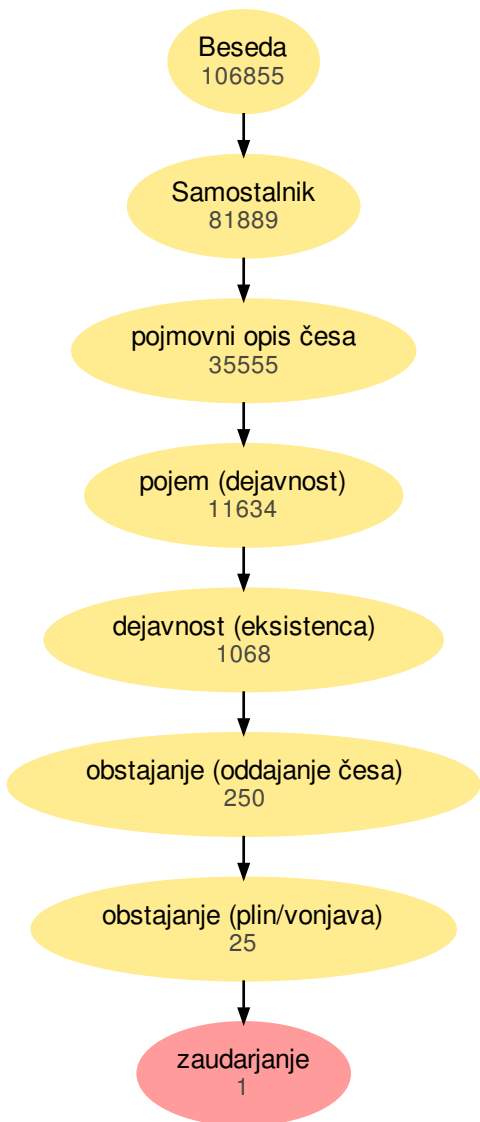 Beseda
106855
Samostalnik
81889
pojmovni opis česa
35555
pojem (dejavnost)
11634
dejavnost (eksistenca)
1068
obstajanje (oddajanje česa)
250
obstajanje (plin/vonjava)
25
zaudarjanje
1